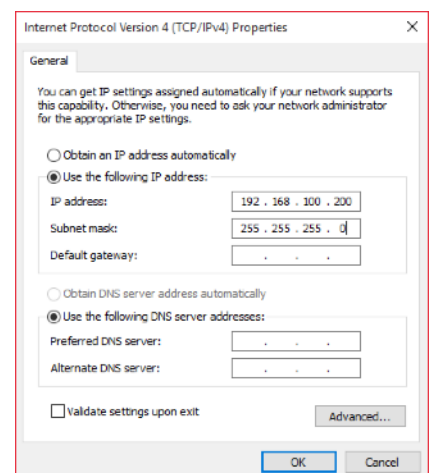 Internet Protocol Version 4 (TCP/IPv4) Properties
General
You can get IP settings assigned automatically if your network supports
this capability. Otherwise, you need to ask your network administrator
for the appropriate IP settings.
Obtain an IP address automatically
Use the following IP address:
IP address: 192 . 168 . 100 . 200
Subnet mask: 255 . 255 . 255 . 0
Default gateway: . . .
Obtain DNS server address automatically
Use the following DNS server addresses:
Preferred DNS server: . . .
Alternate DNS server: . . .
Validate settings upon exit
Advanced...
OK Cancel